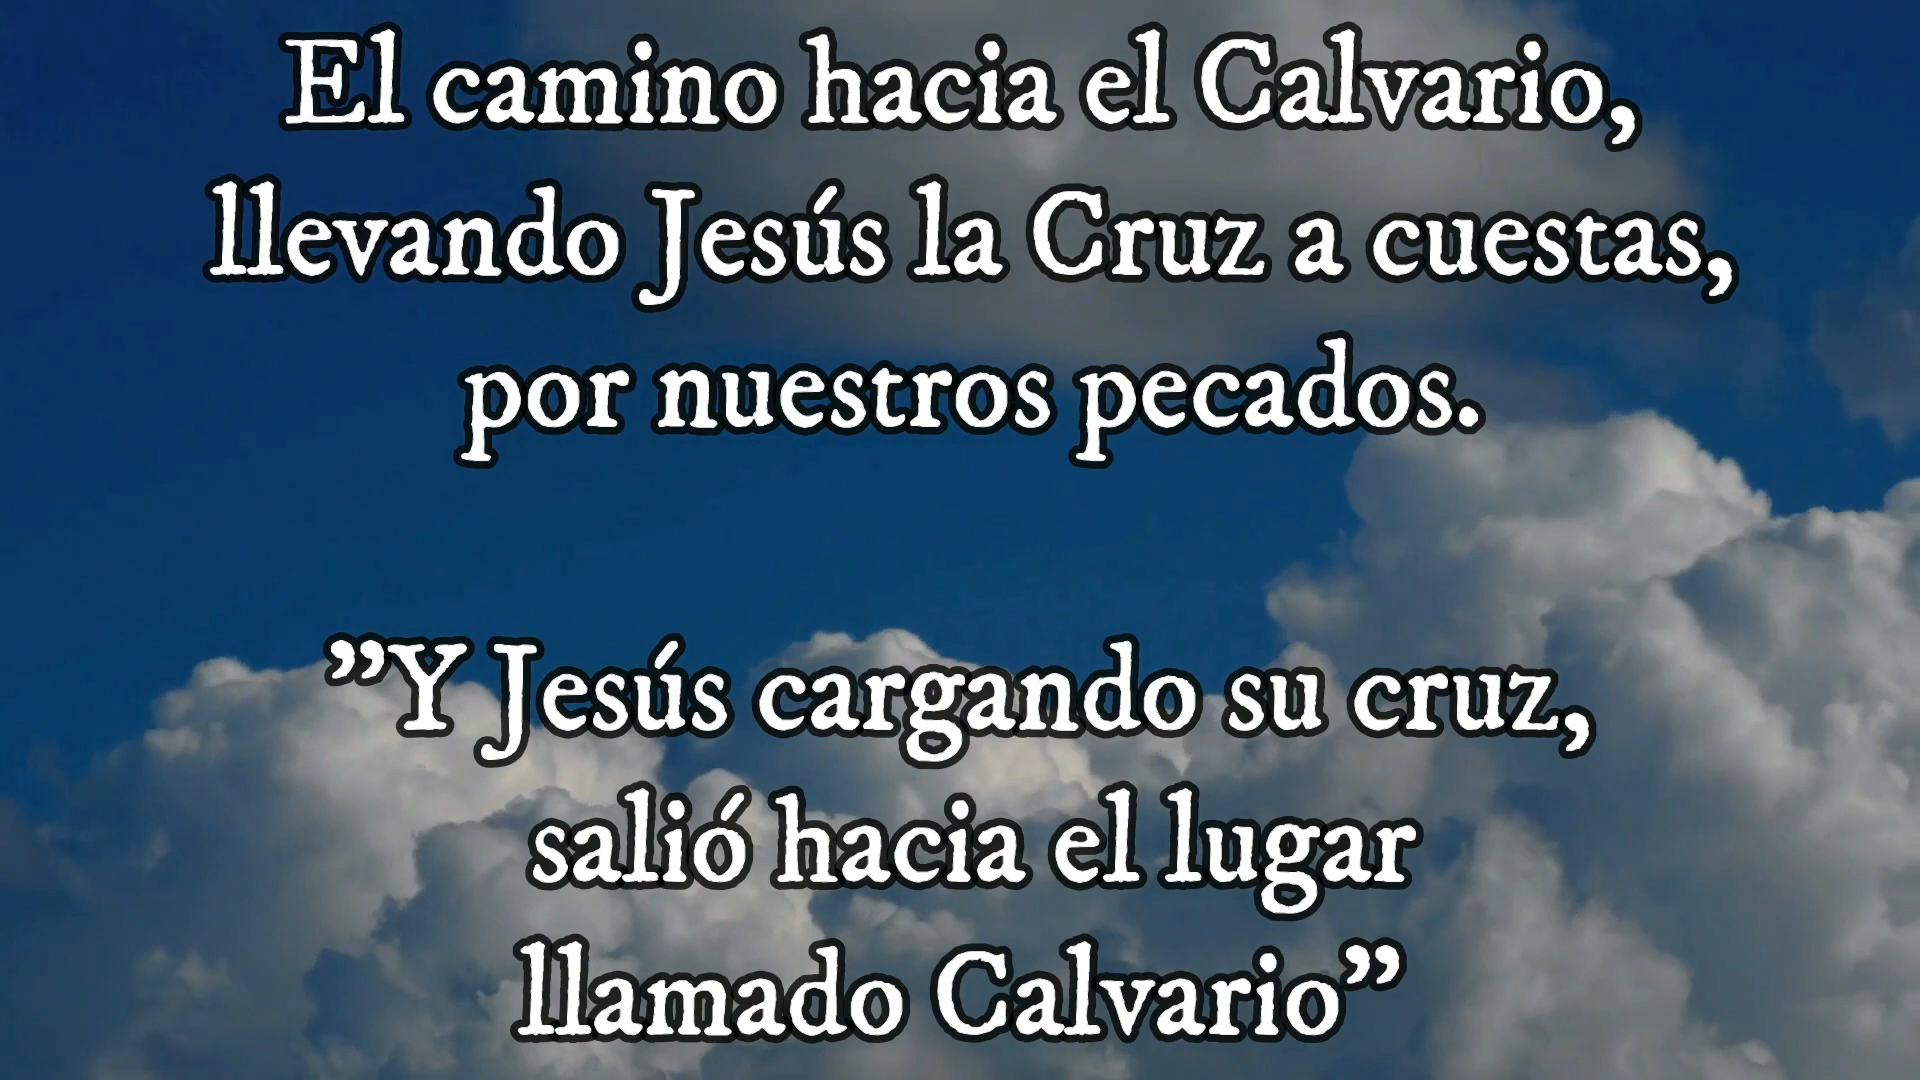 El camino hacia el Calvario,
llevando Jesús la Cruz a cuestas,
por nuestros pecados.
”Y Jesús cargando su cruz,
salió hacia el lugar
llamado Calvario”